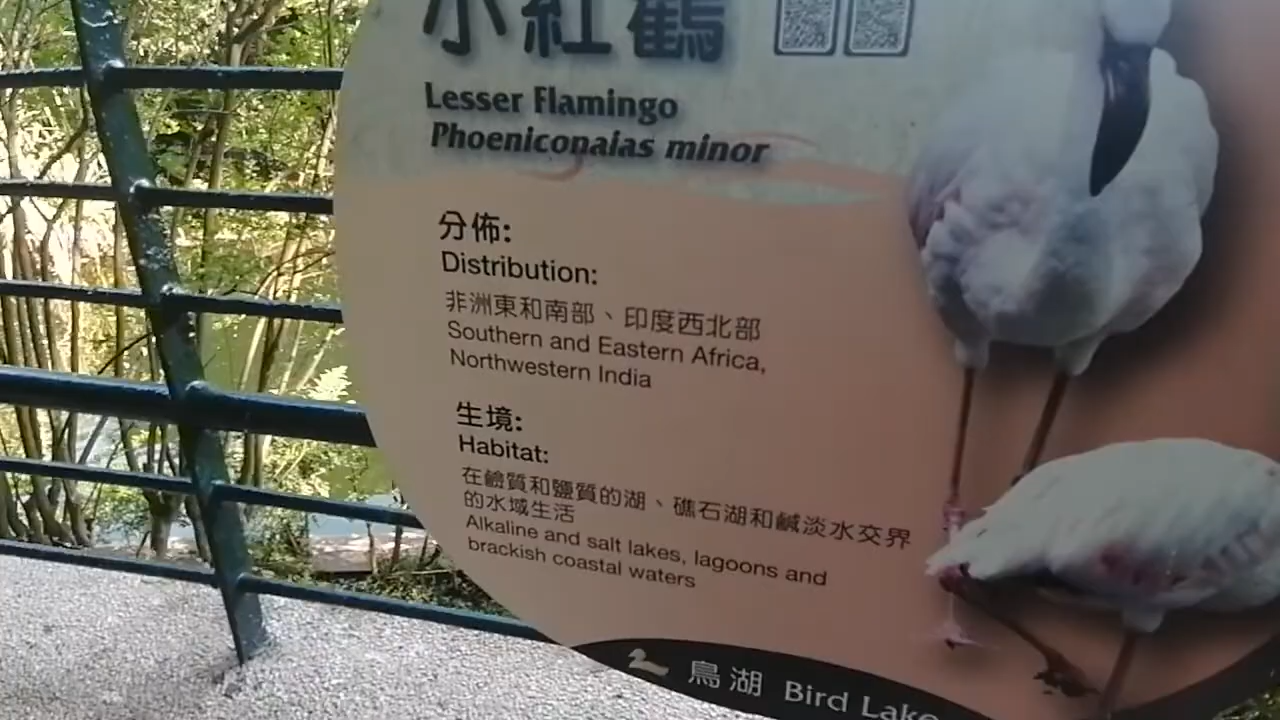 小紅鶴
Lesser Flamingo
Phoeniconaias minor
分佈:
Distribution:
非洲東和南部、印度西北部
Southern and Eastern Africa,
Northwestern India
生境:
Habitat:
在鹼質和鹽質的湖、礁石湖和鹹淡水交界
的水域生活
Alkaline and salt lakes, lagoons and
brackish coastal waters
鳥湖 Bird Lake